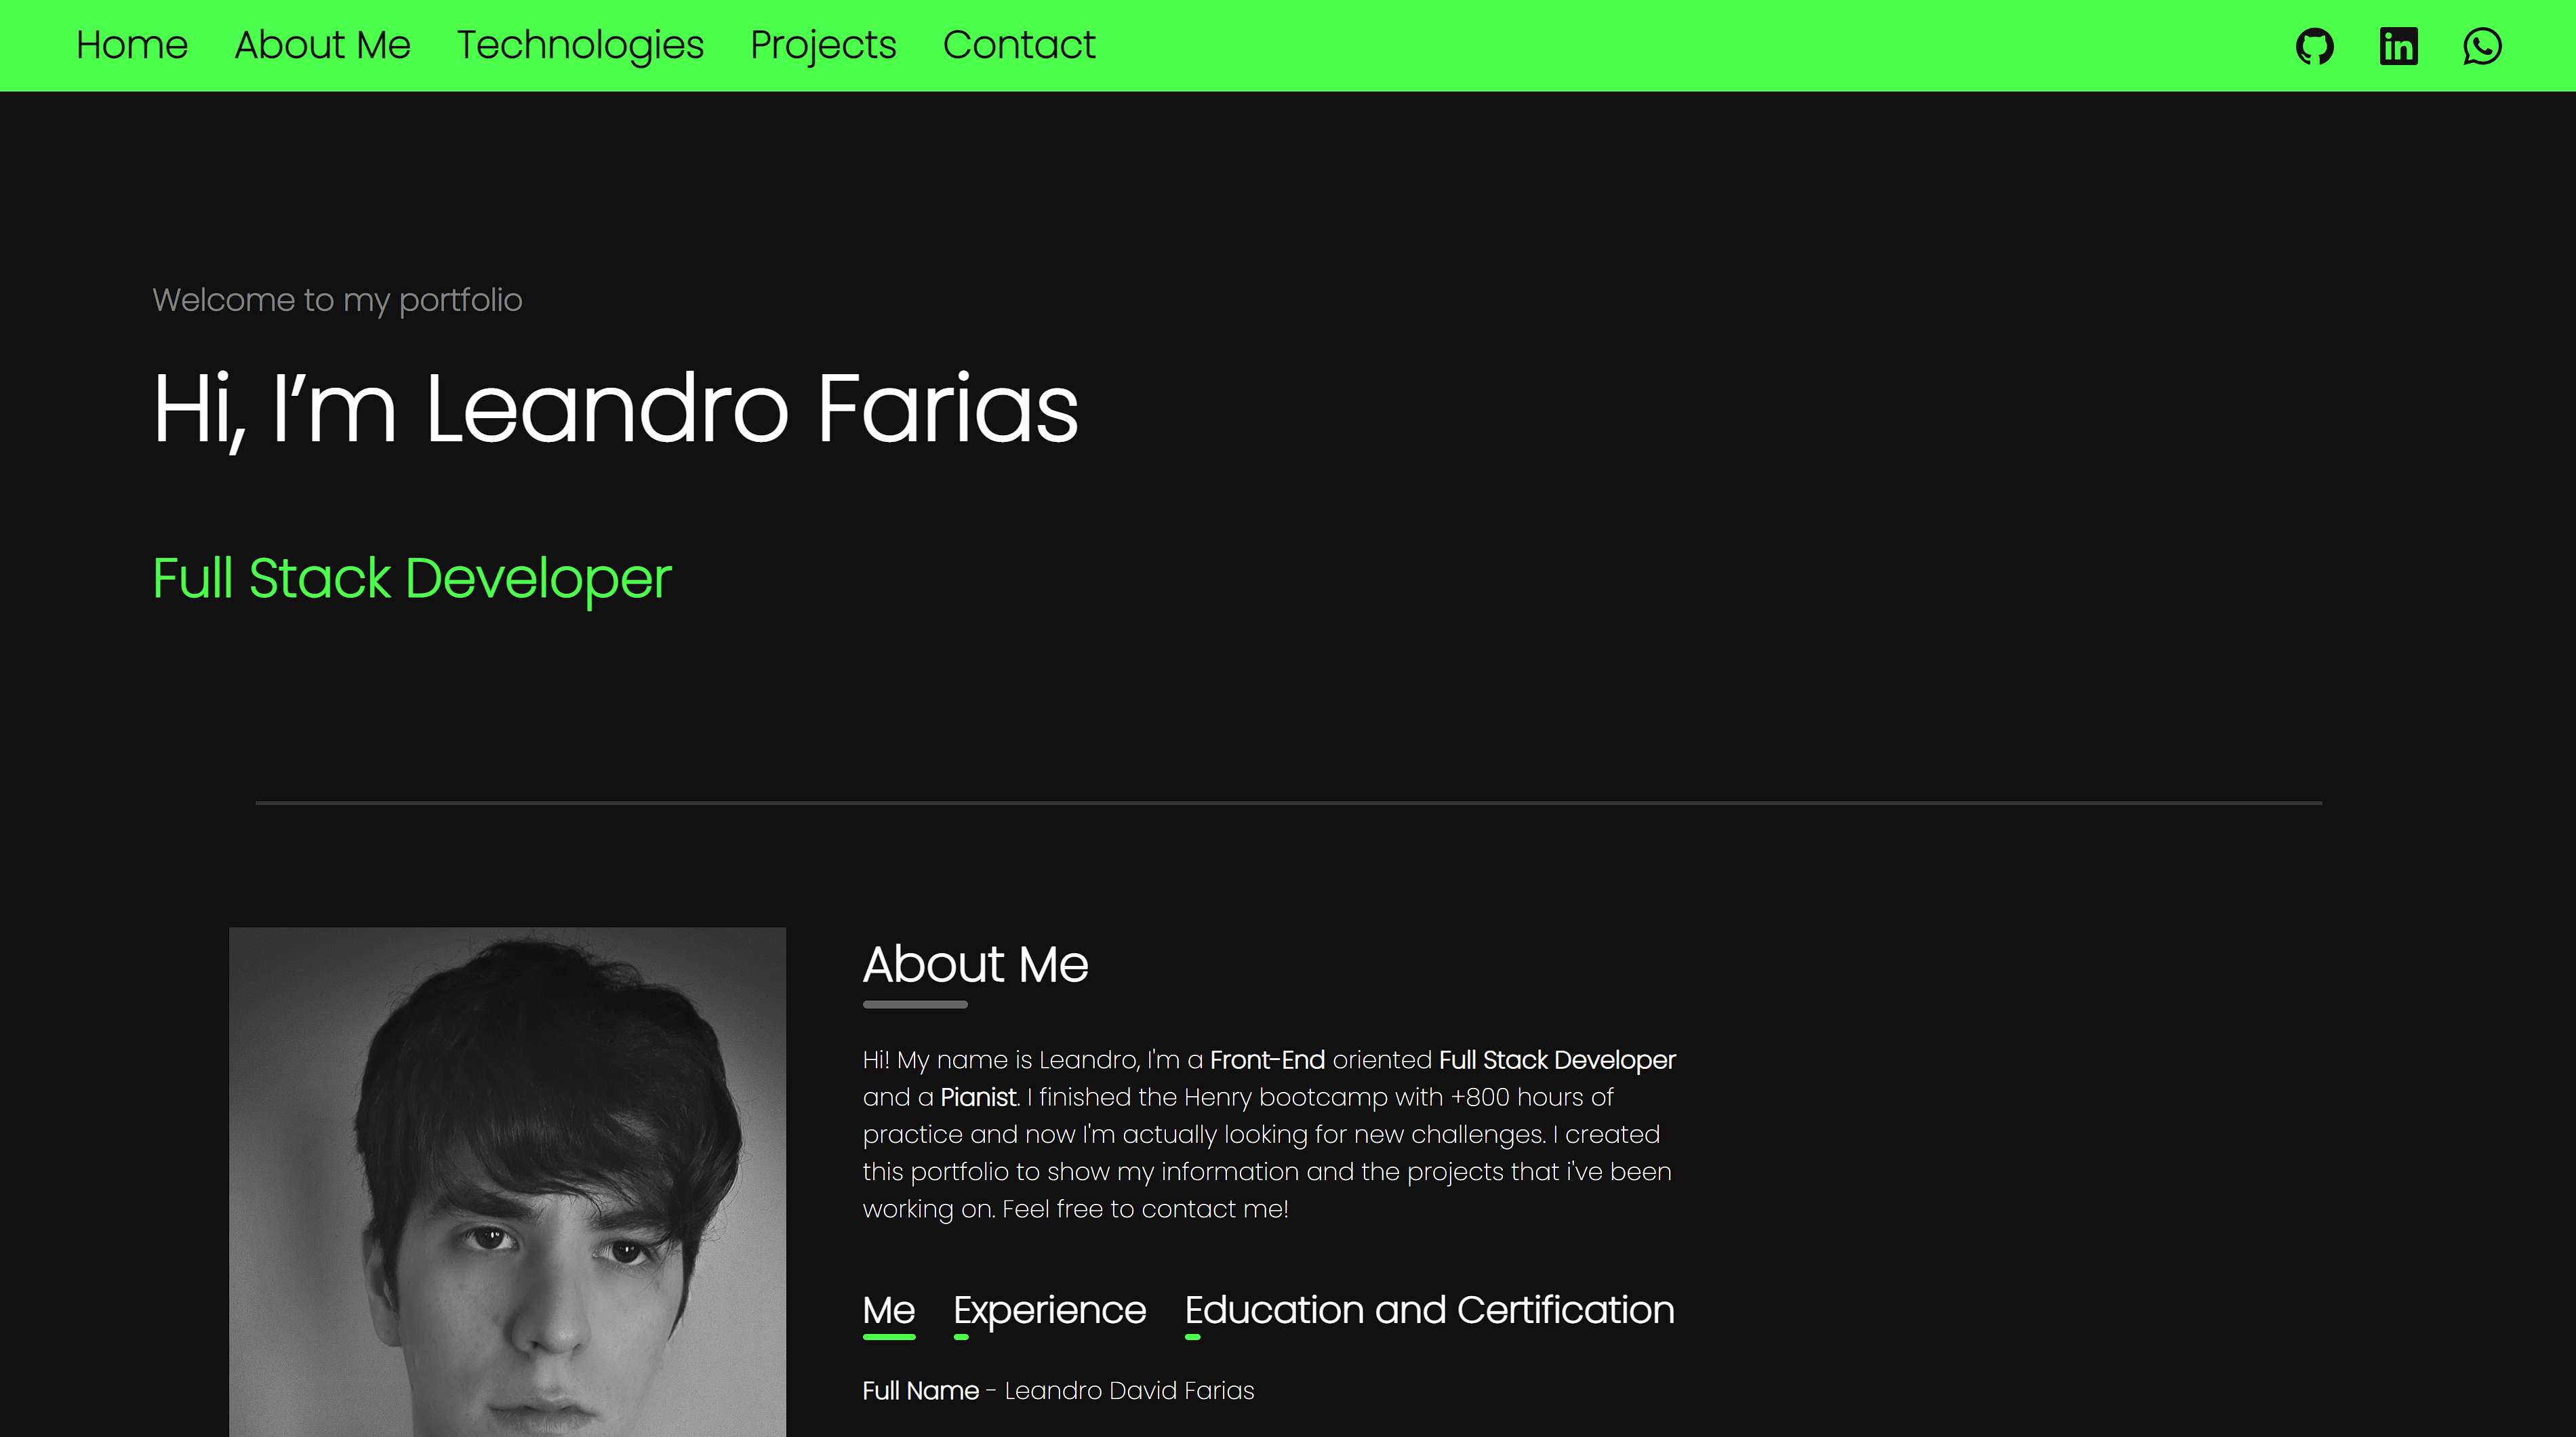 Home About Me Technologies Projects Contact
Welcome to my portfolio
Hi, I’m Leandro Farias
Full Stack Developer
About Me
Hi! My name is Leandro, I'm a Front-End oriented Full Stack Developer
and a Pianist. I finished the Henry bootcamp with +800 hours of
practice and now I'm actually looking for new challenges. I created
this portfolio to show my information and the projects that i've been
working on. Feel free to contact me!
Me Experience Education and Certification
Full Name - Leandro David Farias